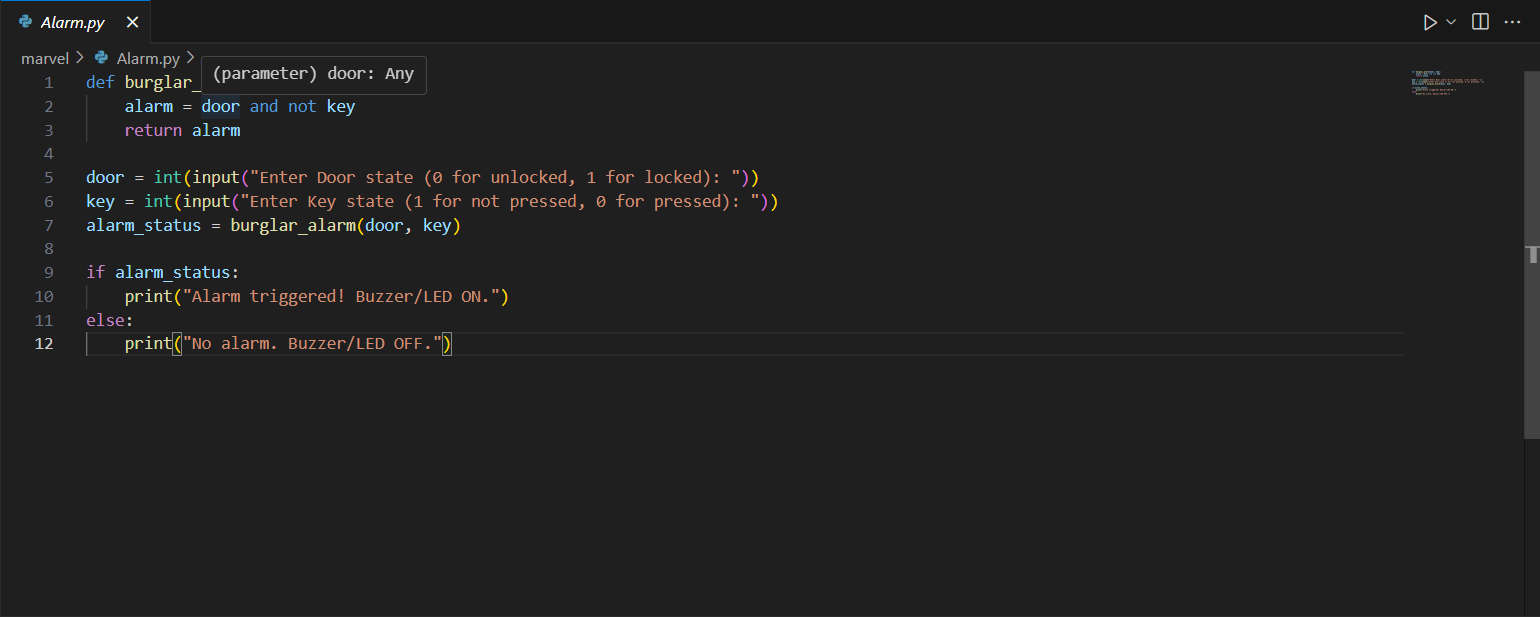 Alarm.py
marvel > Alarm.py >
(parameter) door: Any
1 def burglar_
2     alarm = door and not key
3     return alarm
4
5 door = int(input("Enter Door state (0 for unlocked, 1 for locked): "))
6 key = int(input("Enter Key state (1 for not pressed, 0 for pressed): "))
7 alarm_status = burglar_alarm(door, key)
8
9 if alarm_status:
10     print("Alarm triggered! Buzzer/LED ON.")
11 else:
12     print("No alarm. Buzzer/LED OFF.")